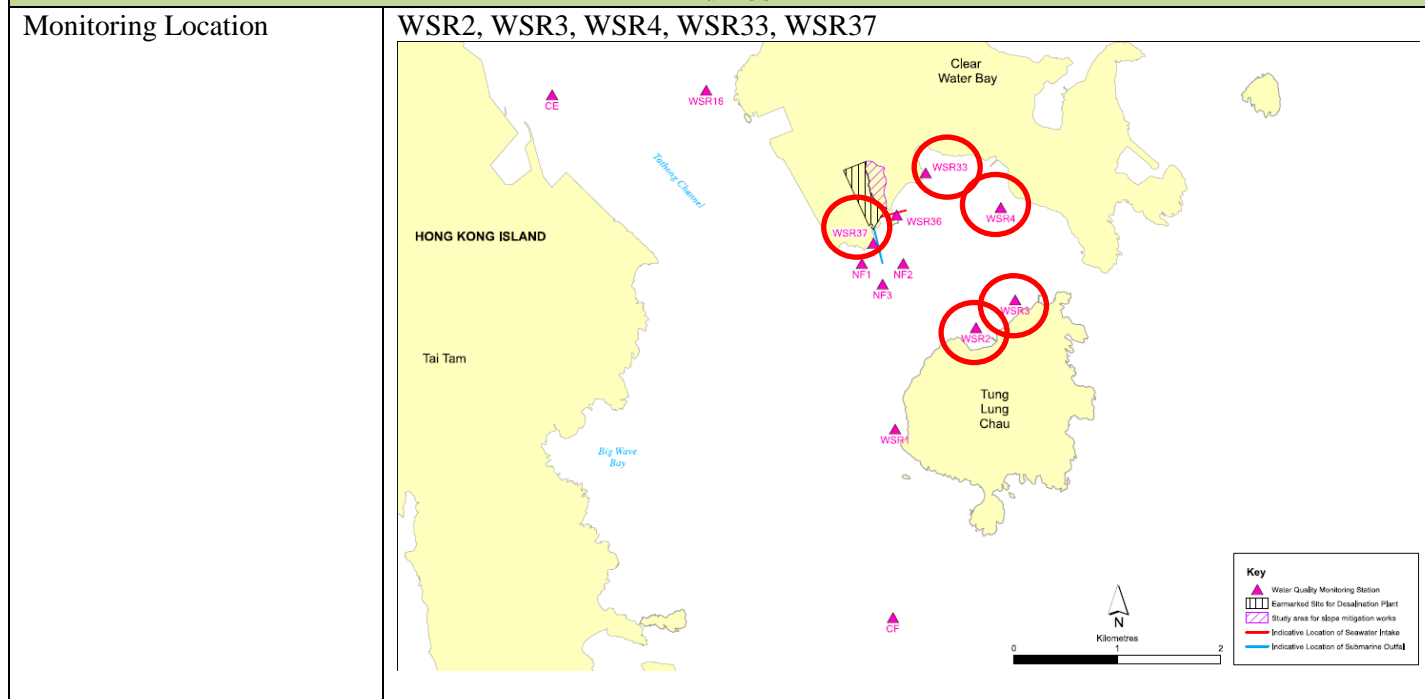 Monitoring Location
WSR2, WSR3, WSR4, WSR33, WSR37
Clear
Water Bay
CE
WSR16
Tathong Channel
WSR33
WSR4
WSR36
WSR37
HONG KONG ISLAND
NF1
NF2
NF3
WSR3
WSR2
Tai Tam
Tung
Lung
Chau
WSR1
Big Wave
Bay
CF
N
Kilometres
0
1
2
Key
Water Quality Monitoring Station
Earmarked Site for Desalination Plant
Study area for slope mitigation works
Indicative Location of Seawater Intake
Indicative Location of Submarine Outfall